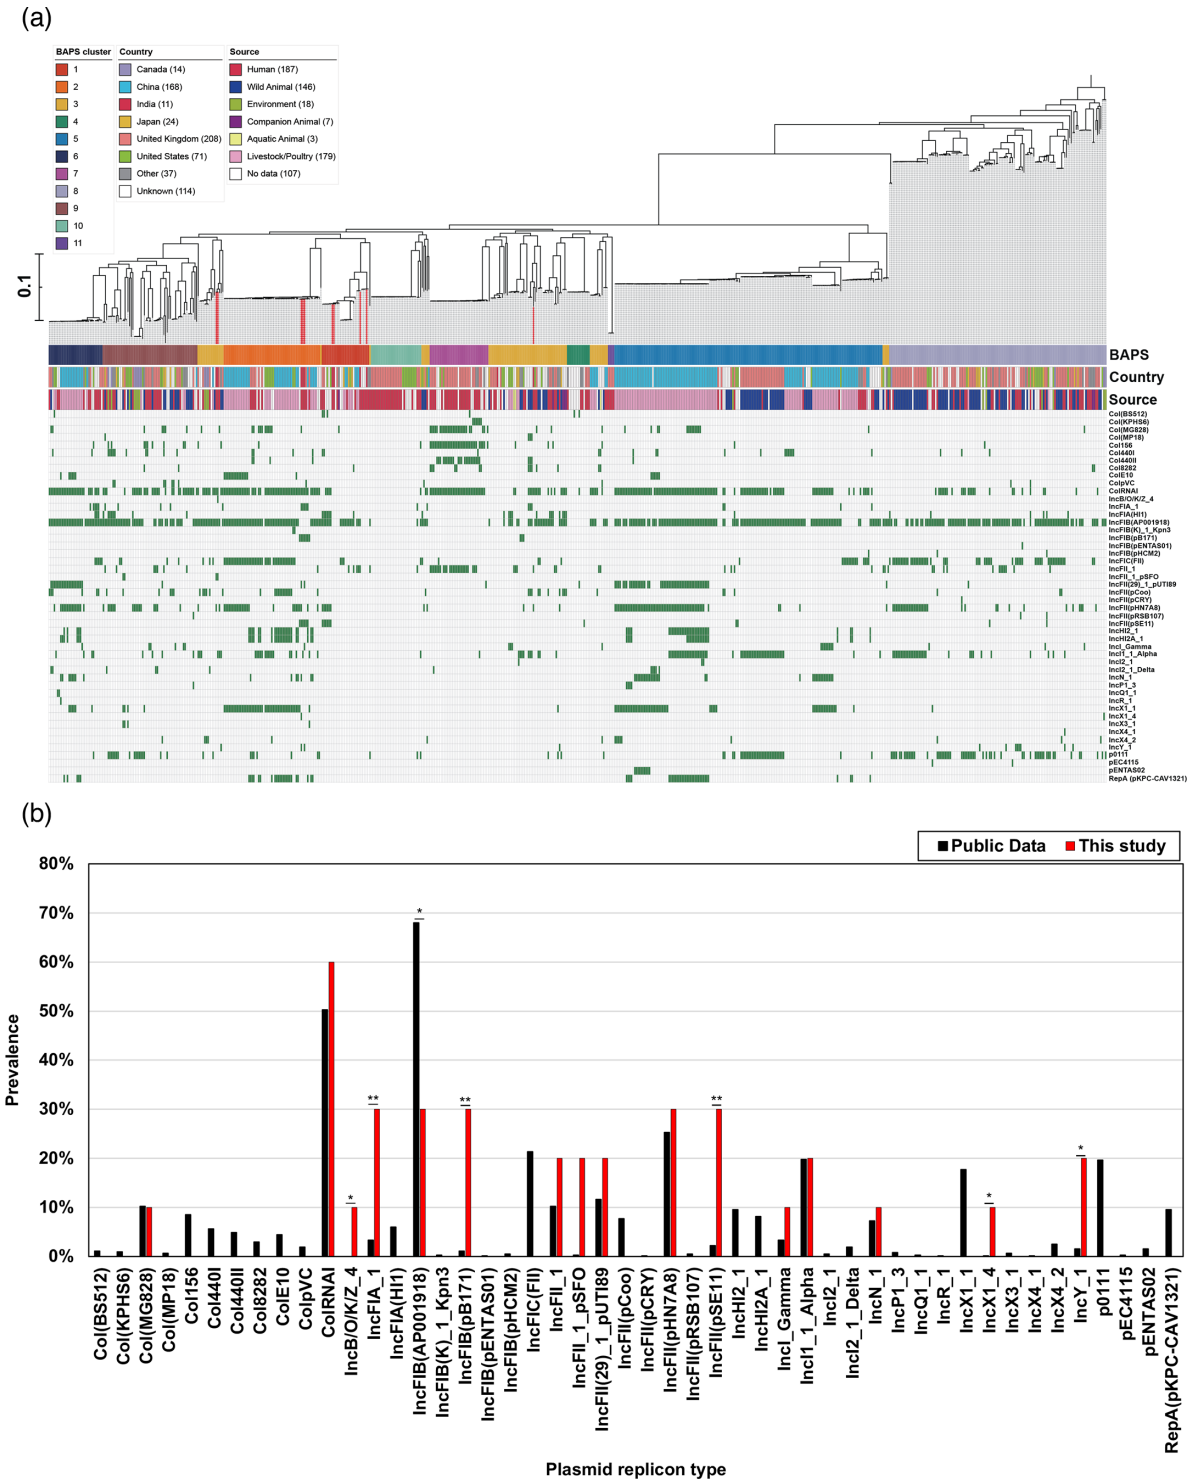 (a)
BAPS cluster
1
2
3
4
5
6
7
8
9
10
11
Country
Canada (14)
China (168)
India (11)
Japan (24)
United Kingdom (208)
United States (71)
Other (37)
Unknown (114)
Source
Human (187)
Wild Animal (146)
Environment (18)
Companion Animal (7)
Aquatic Animal (3)
Livestock/Poultry (179)
No data (107)
0.1
BAPS
Country
Source
Col(BS512)
Col(KPHS6)
Col(MG828)
Col(MP18)
Col156
Col440I
Col440II
Col8282
ColE10
ColpVC
ColRNAI
IncB/O/K/Z_4
IncFIA_1
IncFIA(HI1)
IncFIB(AP001918)
IncFIB(K)_1_Kpn3
IncFIB(pB171)
IncFIB(pENTAS01)
IncFIB(pHCM2)
IncFIC(FII)
IncFII_1
IncFII_1_pSFO
IncFII(29)_1_pUTI89
IncFII(pCoo)
IncFII(pCRY)
IncFII(pHN7A8)
IncFII(pRSB107)
IncFII(pSE11)
IncHI2_1
IncHI2A_1
IncI_Gamma
IncI1_1_Alpha
IncI2_1
IncI2_1_Delta
IncN_1
IncP1_3
IncQ1_1
IncR_1
IncX1_1
IncX1_4
IncX3_1
IncX4_1
IncX4_2
IncY_1
p0111
pEC4115
pENTAS02
RepA (pKPC-CAV1321)
(b)
Public Data
This study
80%
70%
60%
50%
40%
30%
20%
10%
0%
Prevalence
*
**
*
**
**
*
*
Col(BS512)
Col(KPHS6)
Col(MG828)
Col(MP18)
Col156
Col440I
Col440II
Col8282
ColE10
ColpVC
ColRNAI
IncB/O/K/Z_4
IncFIA_1
IncFIA(HI1)
IncFIB(AP001918)
IncFIB(K)_1_Kpn3
IncFIB(pB171)
IncFIB(pENTAS01)
IncFIB(pHCM2)
IncFIC(FII)
IncFII_1
IncFII_1_pSFO
IncFII(29)_1_pUTI89
IncFII(pCoo)
IncFII(pCRY)
IncFII(pHN7A8)
IncFII(pRSB107)
IncFII(pSE11)
IncHI2_1
IncHI2A_1
IncI_Gamma
IncI1_1_Alpha
IncI2_1
IncI2_1_Delta
IncN_1
IncP1_3
IncQ1_1
IncR_1
IncX1_1
IncX1_4
IncX3_1
IncX4_1
IncX4_2
IncY_1
p0111
pEC4115
pENTAS02
RepA(pKPC-CAV1321)
Plasmid replicon type